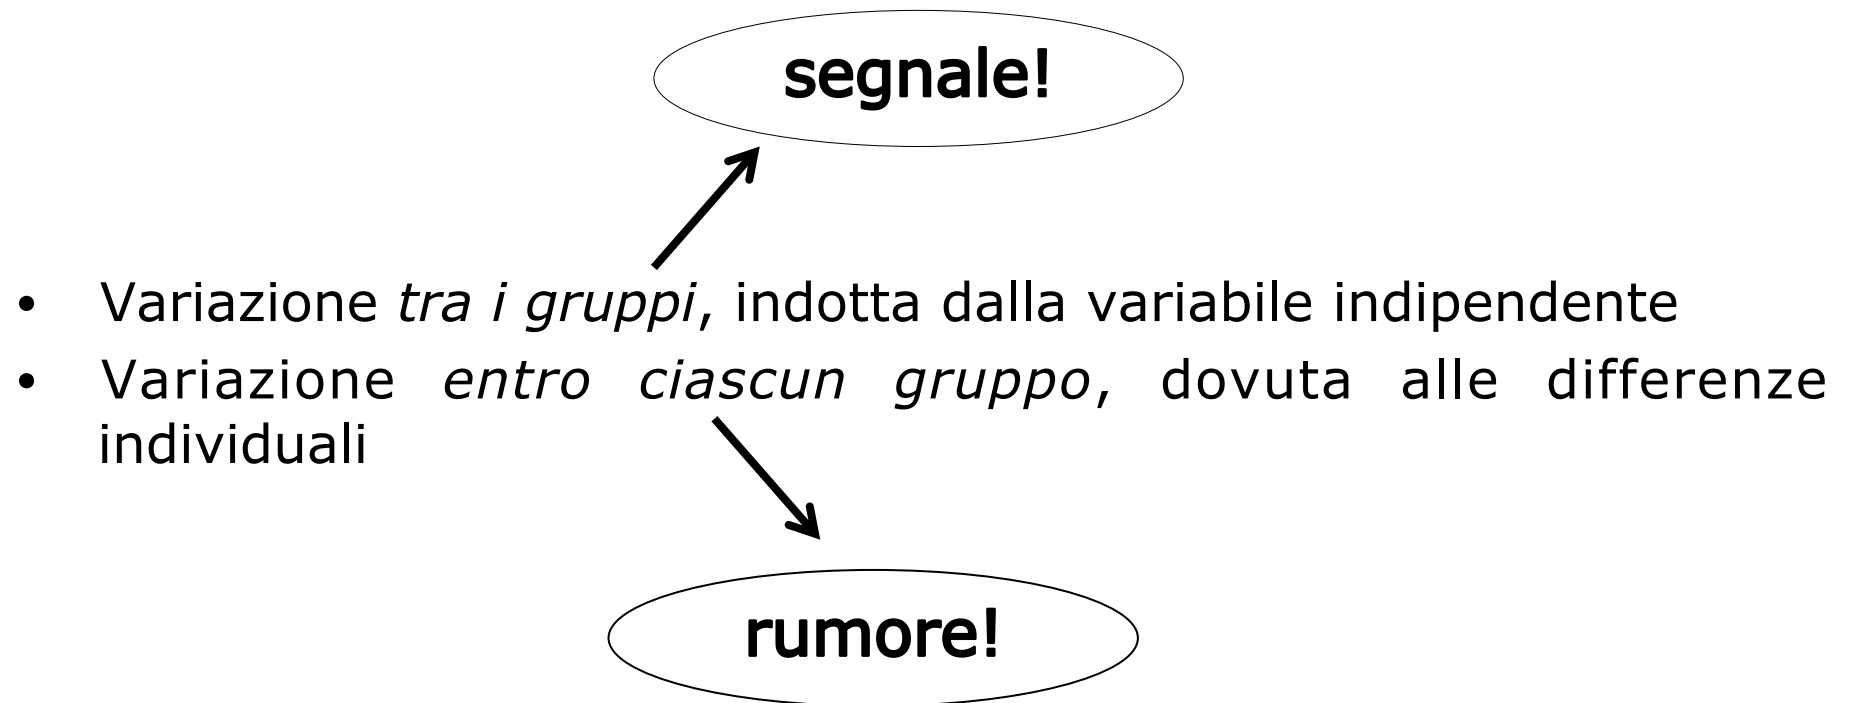 segnale!
• Variazione tra i gruppi, indotta dalla variabile indipendente
• Variazione entro ciascun gruppo, dovuta alle differenze
individuali
rumore!